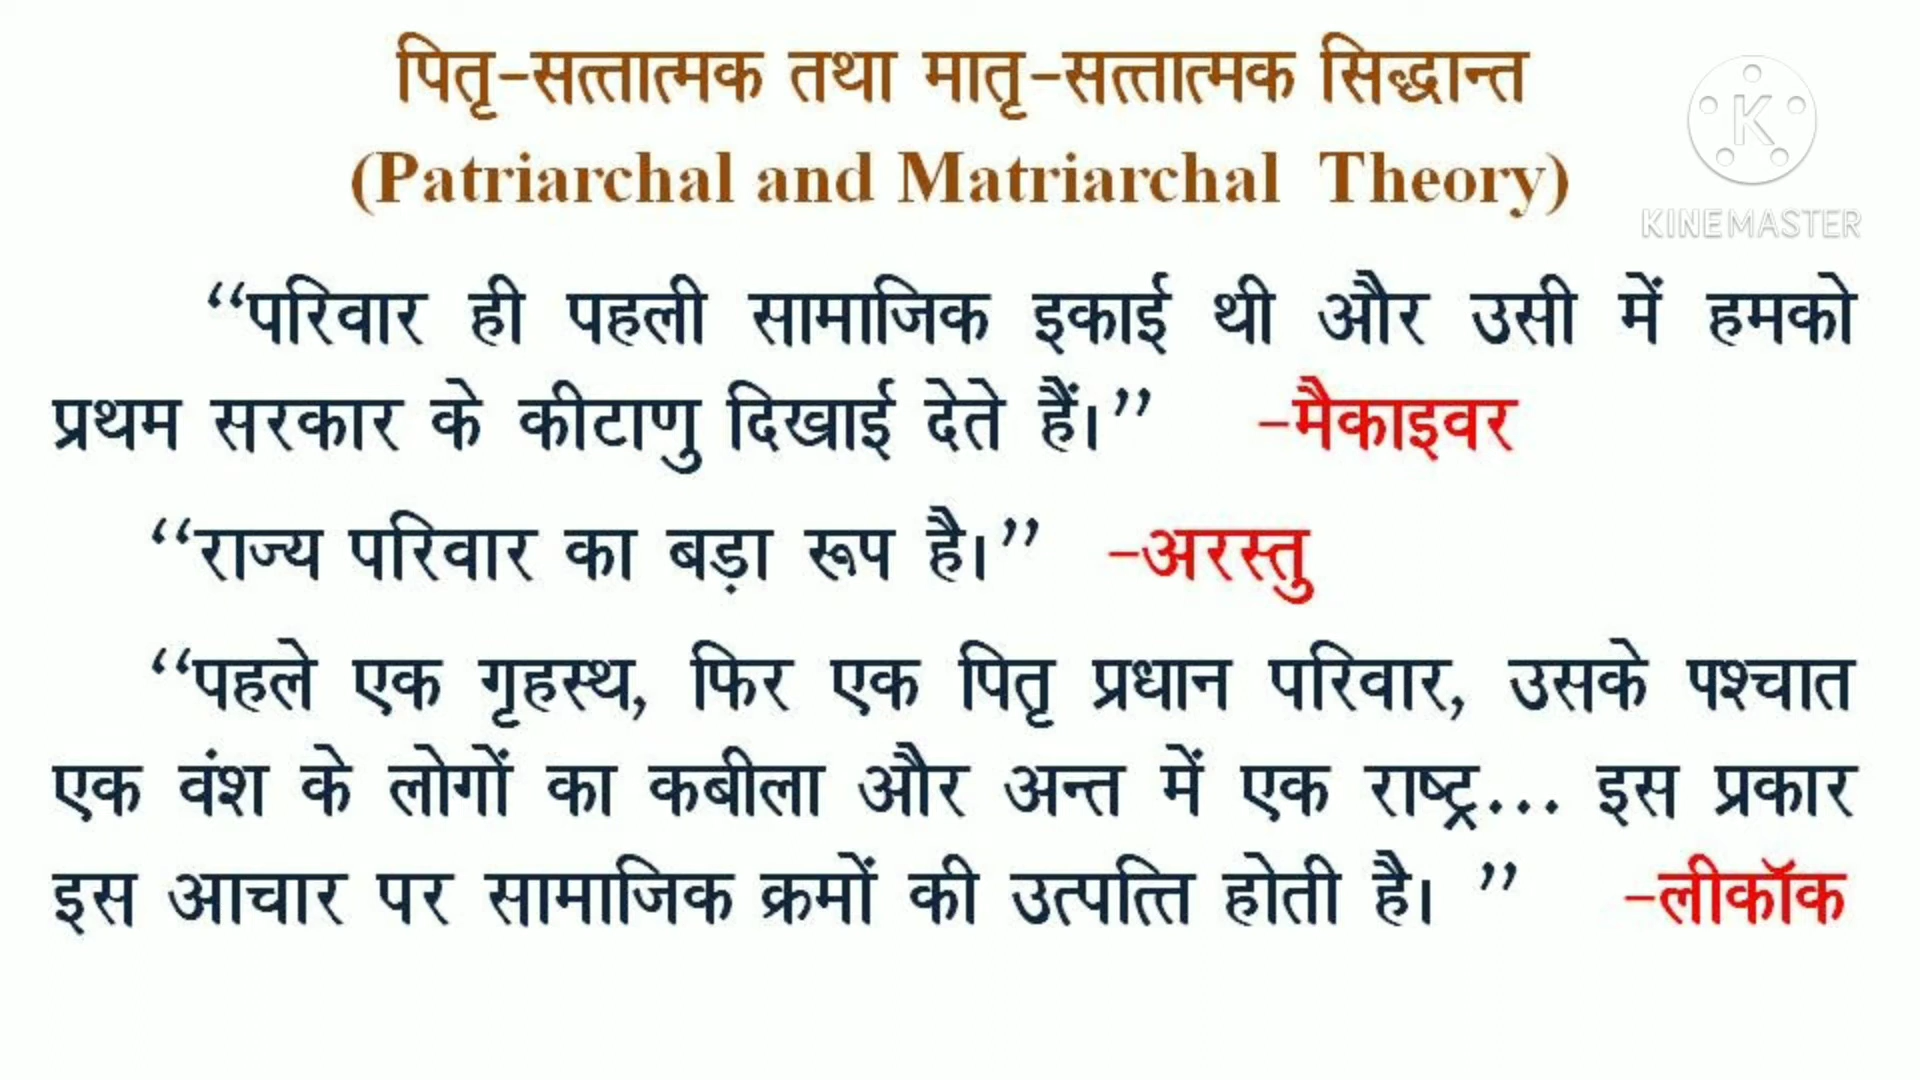 पितृ-सत्तात्मक तथा मातृ-सत्तात्मक सिद्धान्त
(Patriarchal and Matriarchal Theory)
K
KINEMASTER
“परिवार ही पहली सामाजिक इकाई थी और उसी में हमको
प्रथम सरकार के कीटाणु दिखाई देते हैं।” -मैकाइवर
“राज्य परिवार का बड़ा रूप है।” -अरस्तु
“पहले एक गृहस्थ, फिर एक पितृ प्रधान परिवार, उसके पश्चात
एक वंश के लोगों का कबीला और अन्त में एक राष्ट्र... इस प्रकार
इस आचार पर सामाजिक क्रमों की उत्पत्ति होती है। ” -लीकॉक